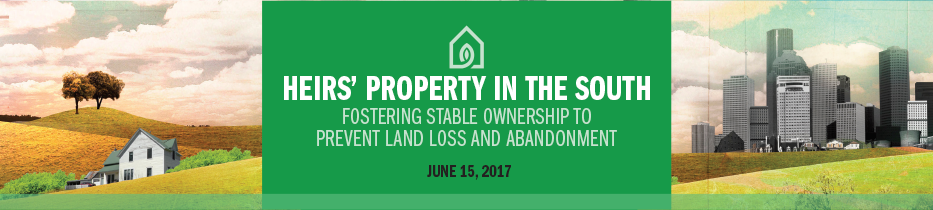 HEIRS’ PROPERTY IN THE SOUTH
FOSTERING STABLE OWNERSHIP TO
PREVENT LAND LOSS AND ABANDONMENT
JUNE 15, 2017